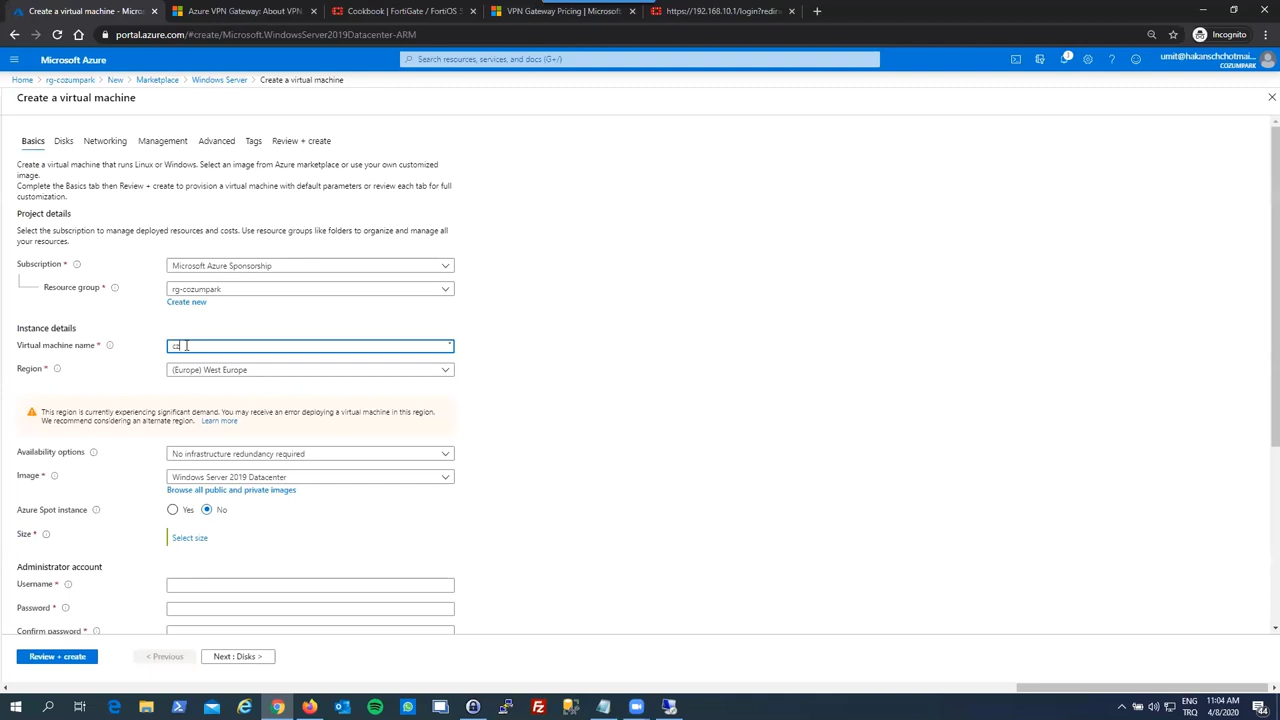 Create a virtual machine - Micro
Azure VPN Gateway: About VPN
Cookbook | FortiGate / FortiOS 5
VPN Gateway Pricing | Microsoft
https://192.168.10.1/login?redir
portal.azure.com/#create/Microsoft.WindowsServer2019Datacenter-ARM
Incognito
Microsoft Azure
Search resources, services, and docs (G+/)
1
umit@hakanschchotmai...
COZUMPARK
Home > rg-cozumpark > New > Marketplace > Windows Server > Create a virtual machine
Create a virtual machine
Basics Disks Networking Management Advanced Tags Review + create
Create a virtual machine that runs Linux or Windows. Select an image from Azure marketplace or use your own customized
image.
Complete the Basics tab then Review + create to provision a virtual machine with default parameters or review each tab for full
customization.
Project details
Select the subscription to manage deployed resources and costs. Use resource groups like folders to organize and manage all
your resources.
Subscription * Microsoft Azure Sponsorship
Resource group * rg-cozumpark
Create new
Instance details
Virtual machine name * cz
Region * (Europe) West Europe
This region is currently experiencing significant demand. You may receive an error deploying a virtual machine in this region.
We recommend considering an alternate region. Learn more
Availability options No infrastructure redundancy required
Image * Windows Server 2019 Datacenter
Browse all public and private images
Azure Spot instance Yes No
Size * Select size
Administrator account
Username *
Password *
Confirm password *
Review + create < Previous Next : Disks >
ENG 11:04 AM
TRQ 4/8/2020